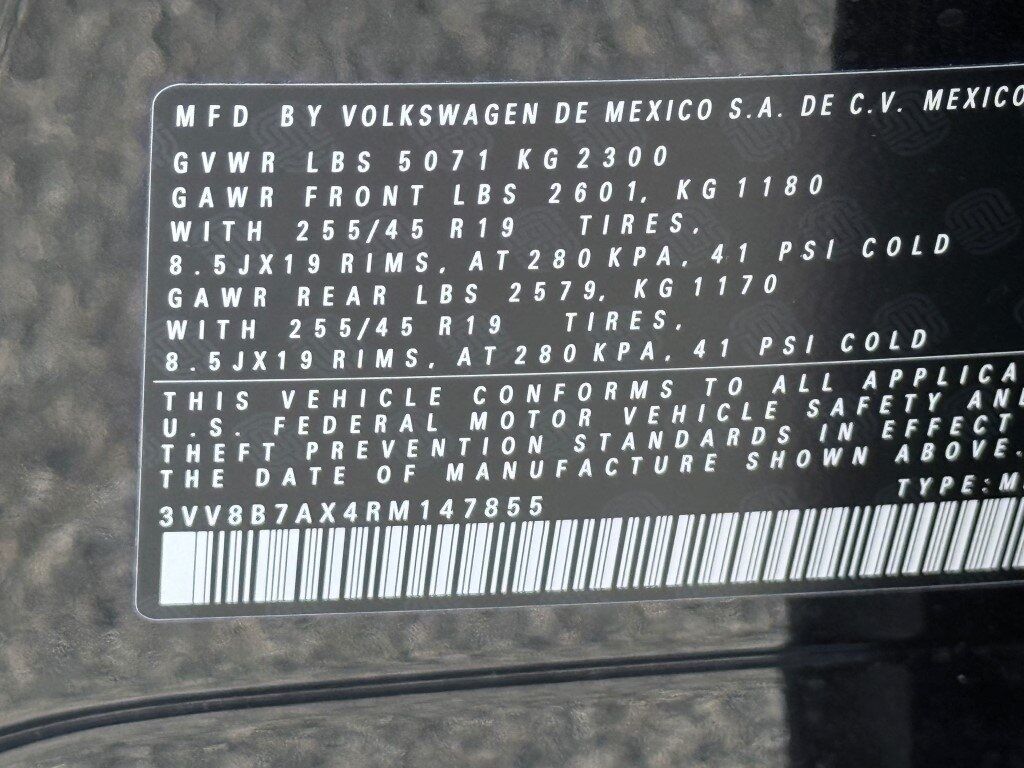 MFD BY VOLKSWAGEN DE MEXICO S.A. DE C.V. MEXICO
GVWR LBS 5071 KG 2300
GAWR FRONT LBS 2601, KG 1180
WITH 255/45 R19 TIRES,
8.5JX19 RIMS, AT 280 KPA, 41 PSI COLD
GAWR REAR LBS 2579, KG 1170
WITH 255/45 R19 TIRES,
8.5JX19 RIMS, AT 280 KPA, 41 PSI COLD
THIS VEHICLE CONFORMS TO ALL APPLICA
U.S. FEDERAL MOTOR VEHICLE SAFETY AND
THEFT PREVENTION STANDARDS IN EFFECT
THE DATE OF MANUFACTURE SHOWN ABOVE.
TYPE:M
3VV8B7AX4RM147855